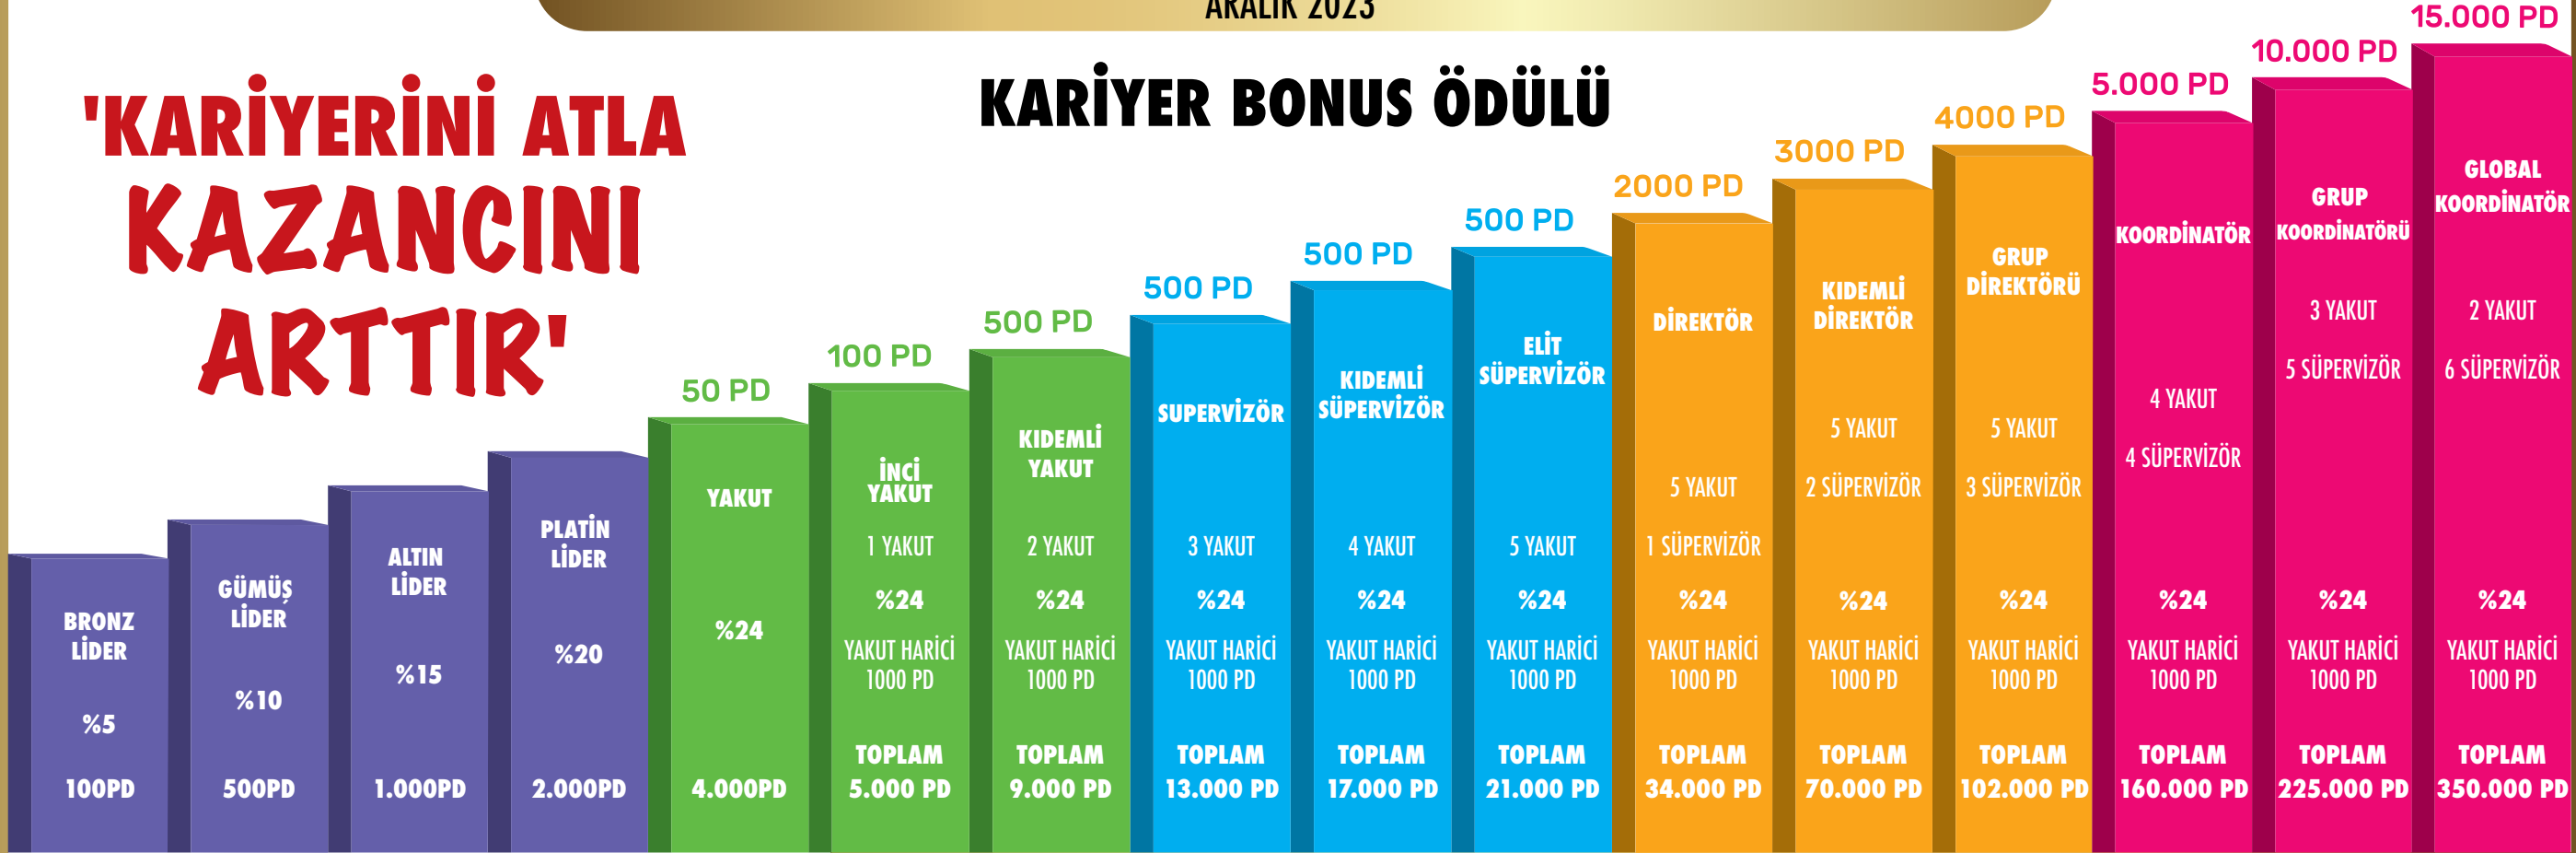 ARALIK 2023
'KARİYERİNİ ATLA
KAZANCINI
ARTTIR'
KARİYER BONUS ÖDÜLÜ
BRONZ
LİDER
%5
100PD
GÜMÜŞ
LİDER
%10
500PD
ALTIN
LİDER
%15
1.000PD
PLATİN
LİDER
%20
2.000PD
50 PD
YAKUT
%24
4.000PD
100 PD
İNCİ
YAKUT
1 YAKUT
%24
YAKUT HARİCİ
1000 PD
TOPLAM
5.000 PD
500 PD
KIDEMLİ
YAKUT
2 YAKUT
%24
YAKUT HARİCİ
1000 PD
TOPLAM
9.000 PD
500 PD
SUPERVİZÖR
3 YAKUT
%24
YAKUT HARİCİ
1000 PD
TOPLAM
13.000 PD
500 PD
KIDEMLİ
SÜPERVİZÖR
4 YAKUT
%24
YAKUT HARİCİ
1000 PD
TOPLAM
17.000 PD
500 PD
ELİT
SÜPERVİZÖR
5 YAKUT
%24
YAKUT HARİCİ
1000 PD
TOPLAM
21.000 PD
2000 PD
DİREKTÖR
5 YAKUT
1 SÜPERVİZÖR
%24
YAKUT HARİCİ
1000 PD
TOPLAM
34.000 PD
3000 PD
KIDEMLİ
DİREKTÖR
5 YAKUT
2 SÜPERVİZÖR
%24
YAKUT HARİCİ
1000 PD
TOPLAM
70.000 PD
4000 PD
GRUP
DİREKTÖRÜ
5 YAKUT
3 SÜPERVİZÖR
%24
YAKUT HARİCİ
1000 PD
TOPLAM
102.000 PD
5.000 PD
KOORDİNATÖR
4 YAKUT
4 SÜPERVİZÖR
%24
YAKUT HARİCİ
1000 PD
TOPLAM
160.000 PD
10.000 PD
GRUP
KOORDİNATÖRÜ
3 YAKUT
5 SÜPERVİZÖR
%24
YAKUT HARİCİ
1000 PD
TOPLAM
225.000 PD
15.000 PD
GLOBAL
KOORDİNATÖR
2 YAKUT
6 SÜPERVİZÖR
%24
YAKUT HARİCİ
1000 PD
TOPLAM
350.000 PD